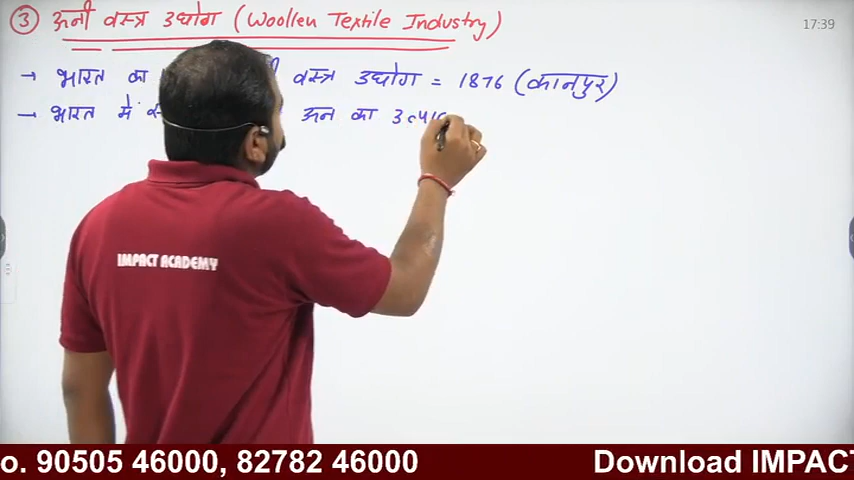 ③ ऊनी वस्त्र उद्योग (Woollen Textile Industry)
17:39
→ भारत का वस्त्र उद्योग = 1876 (कानपुर)
→ भारत में ऊन का
IMPACT ACADEMY
o. 90505 46000, 82782 46000 Download IMPACT